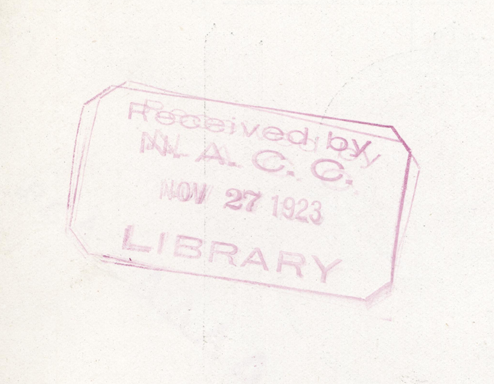 Received by
N. A. C. C.
NOV 27 1923
LIBRARY